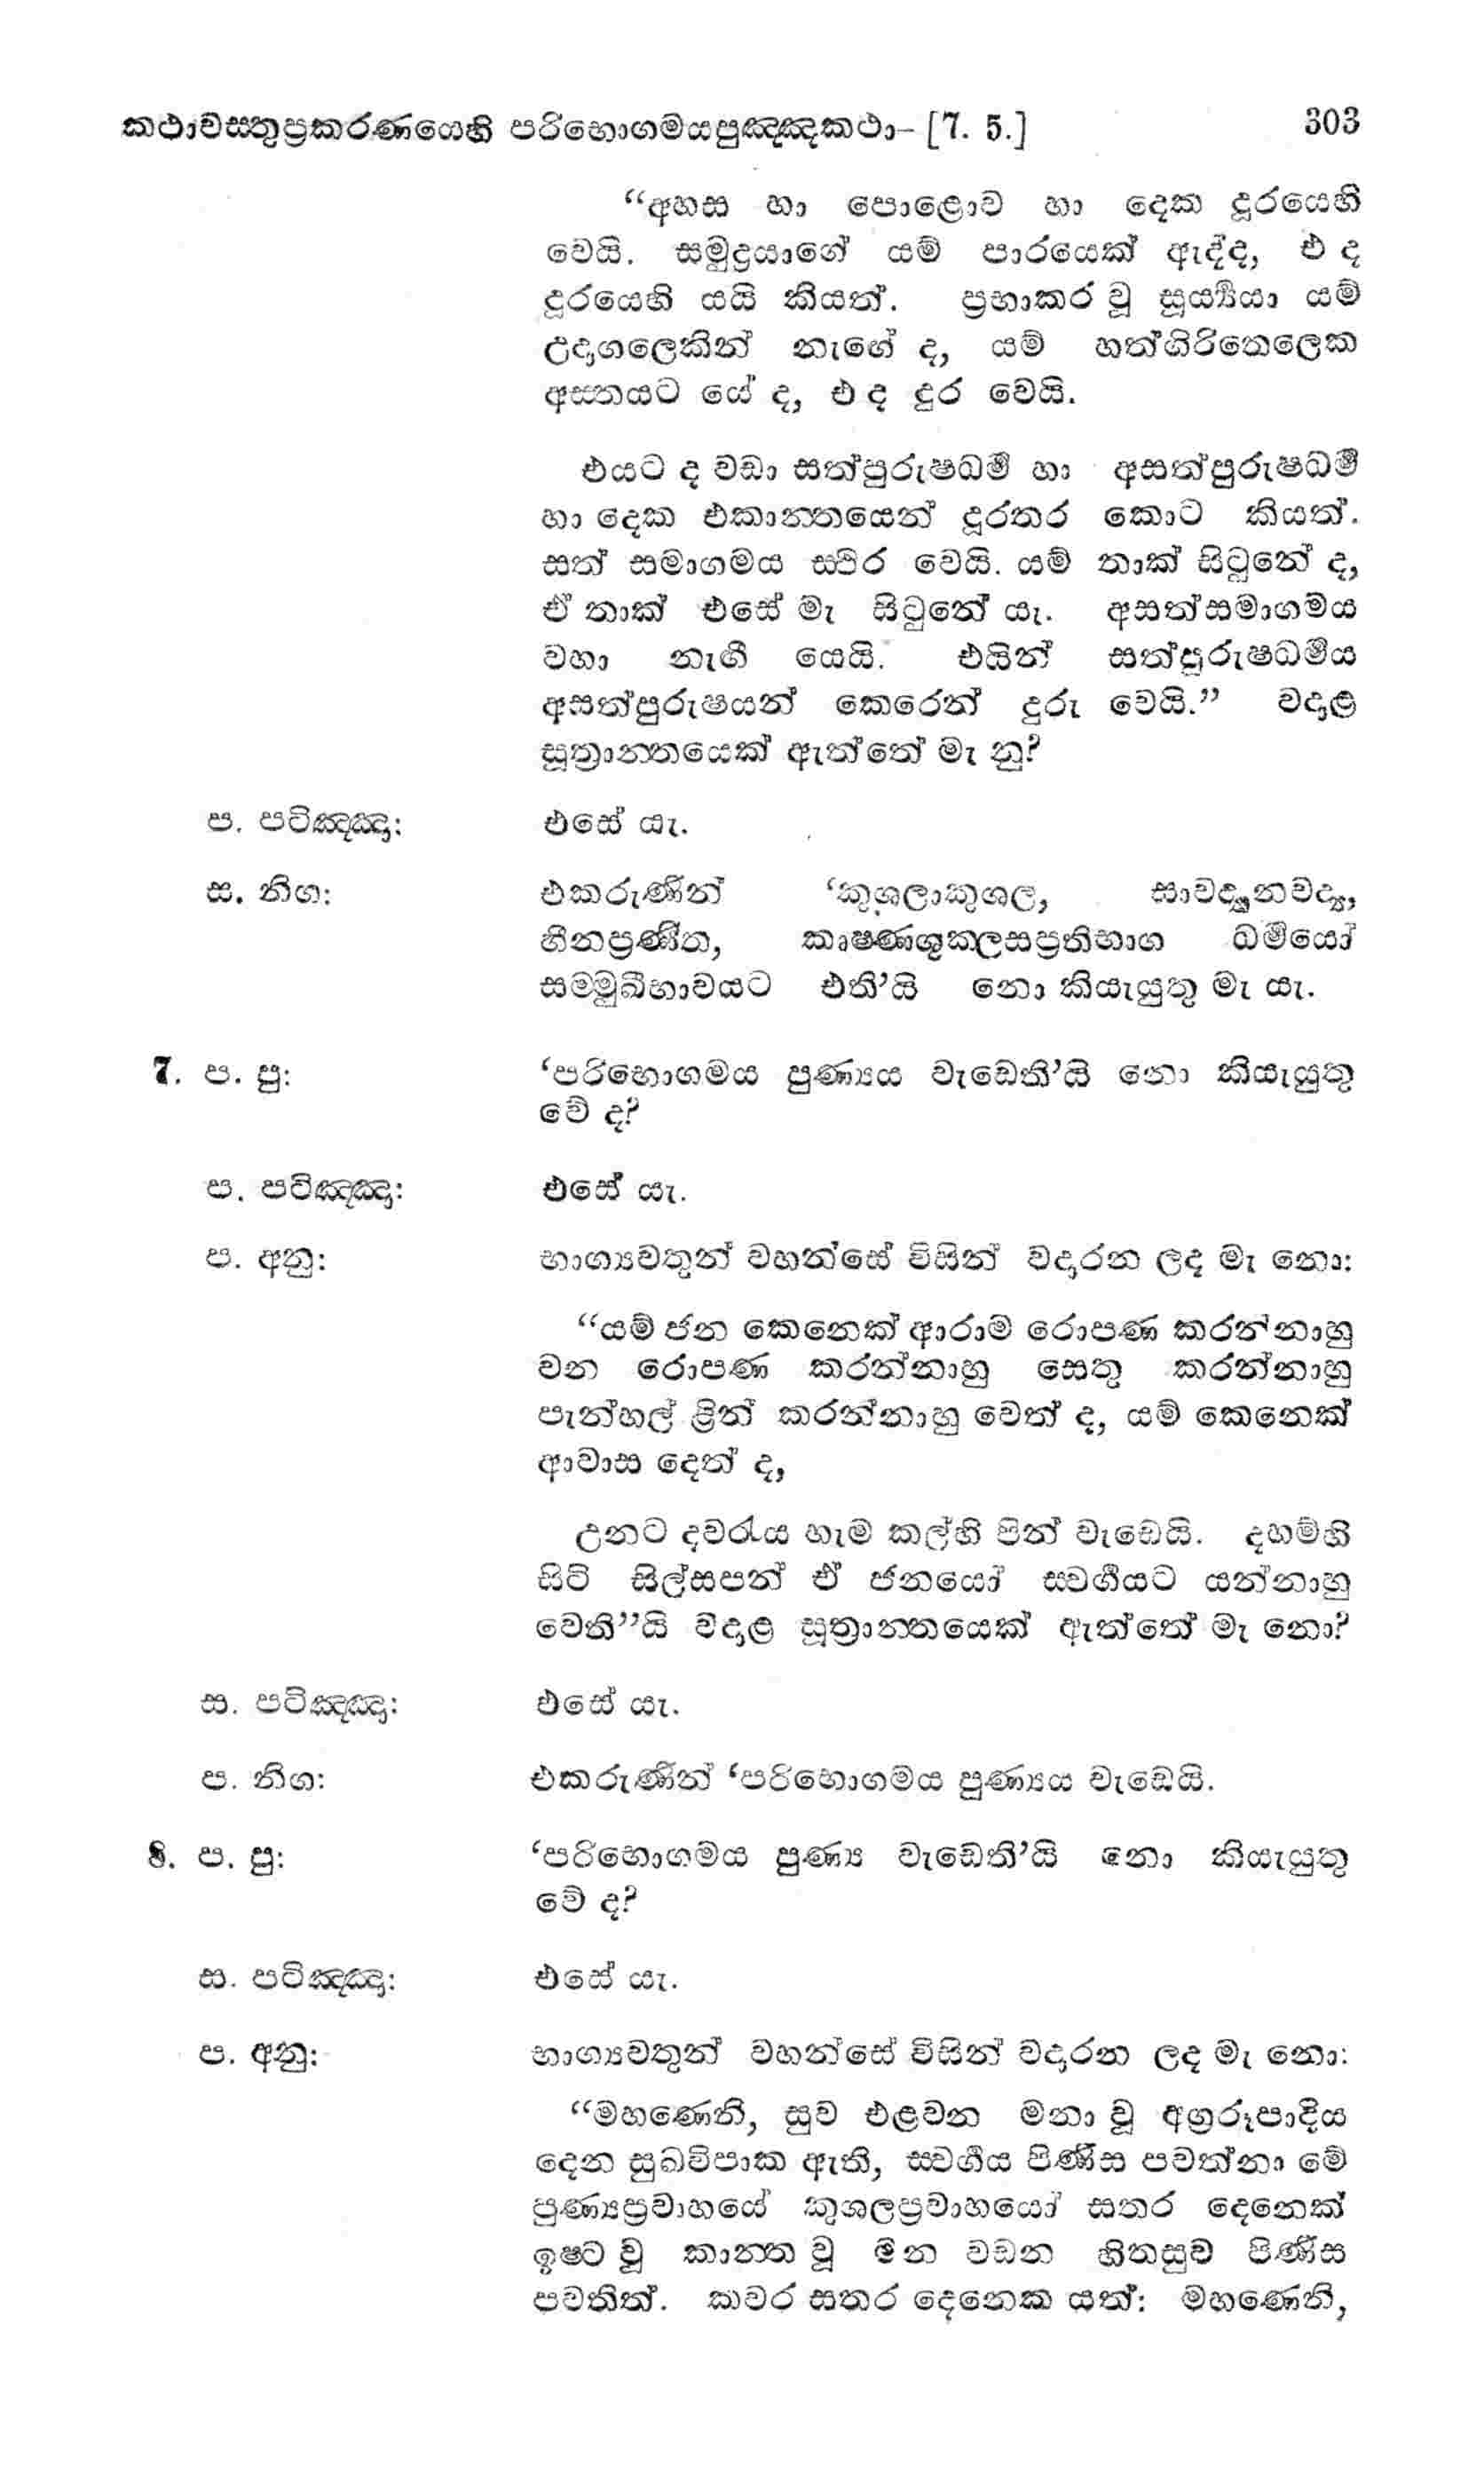 කථාවස්තුප්‍රකරණයෙහි පරිභොගමයපුඤ්ඤකථා- [7. 5.] 303
“අහස හා පොළොව හා දෙක දූරයෙහි
වෙයි. සමුද්‍රයාගේ යම් පාරයෙක් ඇද්ද, එ ද
දූරයෙහි යයි කියත්. ප්‍රභාකර වූ සූර්‍ය්‍යයා යම්
උදාගලෙකින් නැඟේ ද, යම් හත්ගිරිතෙලෙක
අස්තයට යේ ද, එ ද දුර වෙයි.
එයට ද වඩා සත්පුරුෂධර්‍ම හා අසත්පුරුෂධර්‍ම
හා දෙක එකාන්තයෙන් දූරතර කොට කියත්.
සත් සමාගමය ස්ථිර වෙයි. යම් තාක් සිටුනේ ද,
ඒ තාක් එසේ මැ සිටුනේ යැ. අසත්සමාගමය
වහා නැඟී යෙයි. එයින් සත්පුරුෂධර්‍මය
අසත්පුරුෂයන් කෙරෙන් දුරු වෙයි.” වදාළ
සූත්‍රාන්තයෙක් ඇත්තේ මැ නු?
ප. පටිඤ්ඤා: එසේ යැ.
ස. නිග: එකරුණින් ‘කුශලාකුශල, සාවද්‍යානවද්‍ය,
හීනප්‍රණීත, කෘෂ්ණශුක්ලසප්‍රතිභාග ධර්‍මයෝ
සම්මුඛීභාවයට එති’යි නො කියැයුතු මැ යැ.
7. ප. පු: ‘පරිභොගමය පුණ්‍යය වැඩෙති’යි නො කියැයුතු
වේ ද?
ප. පටිඤ්ඤා: එසේ යැ.
ප. අනු: භාග්‍යවතුන් වහන්සේ විසින් වදාරන ලද මැ නො:
“යම් ජන කෙනෙක් ආරාම රොපණ කරන්නාහු
වන රොපණ කරන්නාහු සෙතු කරන්නාහු
පැන්හල් ළින් කරන්නාහු වෙත් ද, යම් කෙනෙක්
ආවාස දෙත් ද,
උනට දවරැය හැම කල්හි පින් වැඩෙයි. දහම්හි
සිටි සිල්සපන් ඒ ජනයෝ ස්වර්‍ගයට යන්නාහු
වෙති”යි වදාළ සූත්‍රාන්තයෙක් ඇත්තේ මැ නො?
ස. පටිඤ්ඤා: එසේ යැ.
ප. නිග: එකරුණින් ‘පරිභොගමය පුණ්‍යය වැඩෙයි.
8. ප. පු: ‘පරිභොගමය පුණ්‍ය වැඩෙති’යි නො කියැයුතු
වේ ද?
ස. පටිඤ්ඤා: එසේ යැ.
ප. අනු: භාග්‍යවතුන් වහන්සේ විසින් වදාරන ලද මැ නො:
“මහණෙනි, සුව එළවන මනා වූ අග්‍රරූපාදිය
දෙන සුඛවිපාක ඇති, ස්වර්‍ගය පිණිස පවත්නා මේ
පුණ්‍යප්‍රවාහයේ කුශලප්‍රවාහයෝ සතර දෙනෙක්
ඉෂ්ට වූ කාන්ත වූ මන වඩන හිතසුව පිණිස
පවතිත්. කවර සතර දෙනෙක යත්: මහණෙනි,